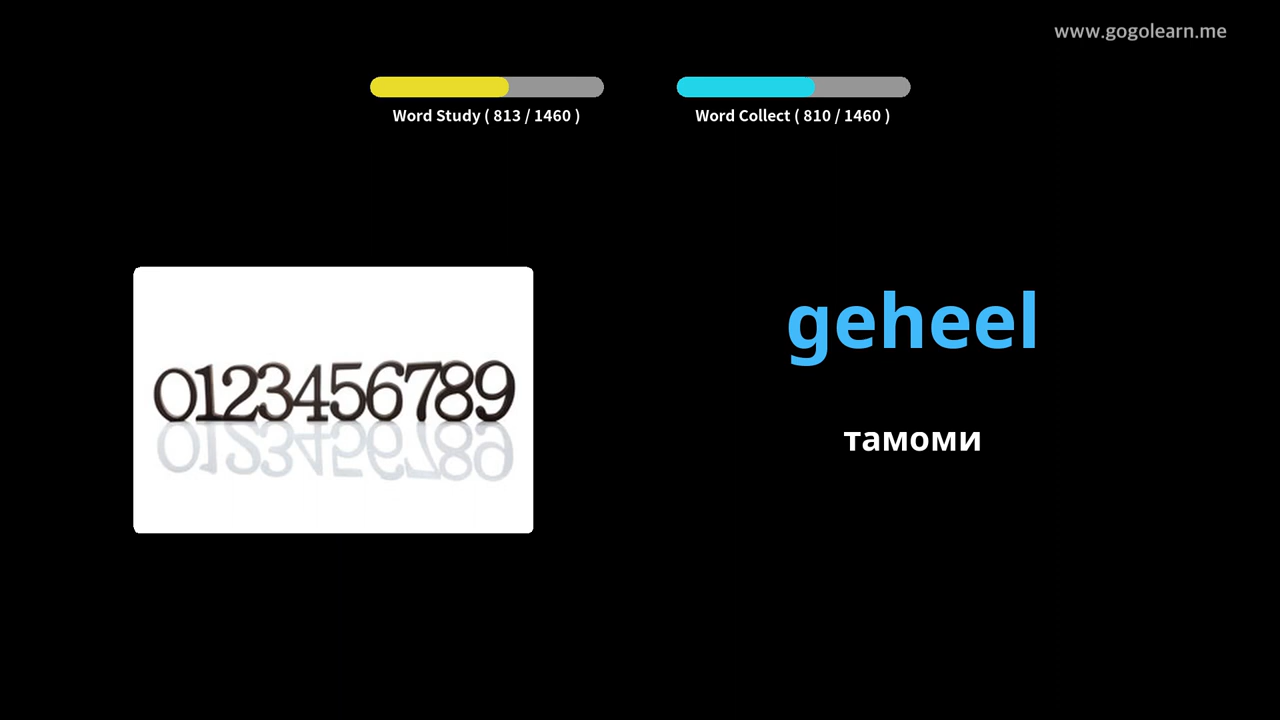 www.gogolearn.me
Word Study ( 813 / 1460 )
Word Collect ( 810 / 1460 )
0123456789
geheel
тамоми